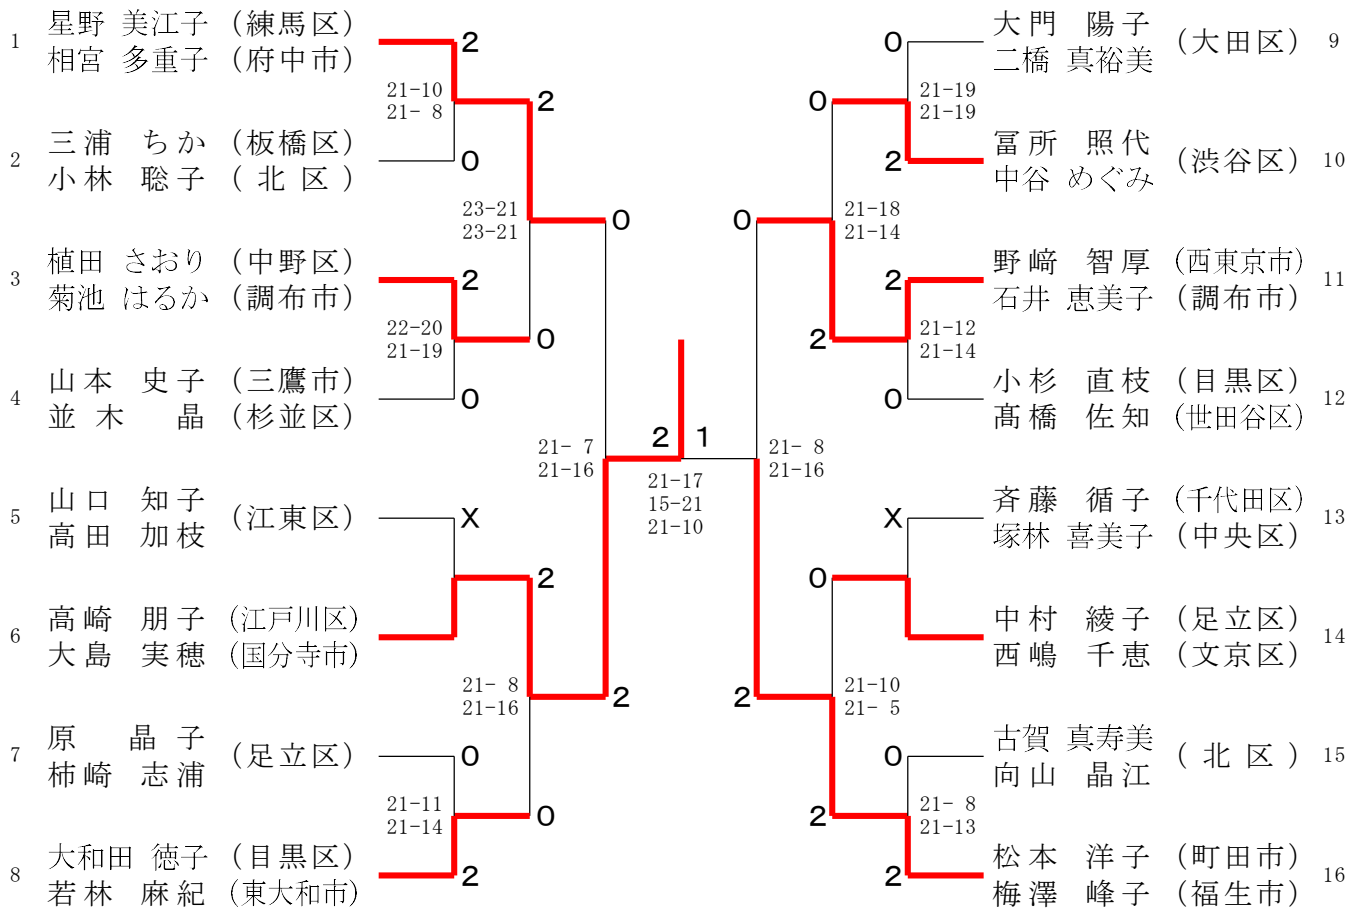 1 星野 美江子 (練馬区)
相宮 多重子 (府中市)
2
21-10
21- 8
2
2 三浦 ちか (板橋区)
小林 聡子 (北区)
0
23-21
23-21
0
3 植田 さおり (中野区)
菊池 はるか (調布市)
2
22-20
21-19
0
4 山本 史子 (三鷹市)
並木 晶 (杉並区)
0
21- 7
21-16
5 山口 知子
高田 加枝
(江東区)
X
2
6 高崎 朋子 (江戸川区)
大島 実穂 (国分寺市)
21- 8
21-16
2
7 原 晶子
柿崎 志浦
(足立区)
0
21-11
21-14
0
8 大和田 徳子 (目黒区)
若林 麻紀 (東大和市)
2
2 1
21-17
15-21
21-10
0
大門 陽子
二橋 真裕美
(大田区) 9
21-19
21-19
0
2
冨所 照代
中谷 めぐみ
(渋谷区) 10
0
21-18
21-14
2
野﨑 智厚 (西東京市)
石井 恵美子 (調布市)
11
2
21-12
21-14
0
小杉 直枝 (目黒区)
髙橋 佐知 (世田谷区)
12
21- 8
21-16
X
斉藤 循子 (千代田区)
塚林 喜美子 (中央区)
13
0
中村 綾子 (足立区)
西嶋 千恵 (文京区)
14
2
21-10
21- 5
0
古賀 真寿美
向山 晶江
(北区) 15
2
21- 8
21-13
2
松本 洋子 (町田市)
梅澤 峰子 (福生市)
16